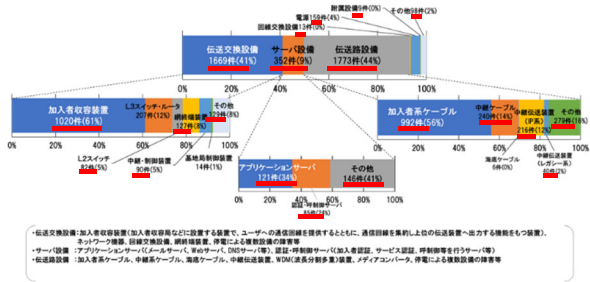 附属設備9件(0%)
電源159件(4%)
その他98件(2%)
回線交換設備13件(0%)
伝送交換設備
1669件(41%)
サーバ設備
352件(9%)
伝送路設備
1773件(44%)
0% 20% 40% 60% 80% 100%
加入者収容装置
1020件(61%)
L3スイッチ・ルータ
207件(12%)
網終端装置
127件(8%)
その他
129件(8%)
0% 20% 40% 60% 80% 100%
L2スイッチ
82件(5%)
中継・制御装置
90件(5%)
基地局制御装置
14件(1%)
アプリケーションサーバ
121件(34%)
その他
146件(41%)
0% 20% 40% 60% 80% 100%
認証・呼制御サーバ
85件(24%)
加入者系ケーブル
992件(56%)
中継ケーブル
240件(14%)
中継伝送装置
(IP系)
216件(12%)
その他
279件(16%)
0% 20% 40% 60% 80% 100%
海底ケーブル
6件(0%)
中継伝送装置
(レガシー系)
40件(2%)
・伝送交換設備:加入者収容装置(加入者収容局などに設置する装置で、ユーザへの通信回線を提供するとともに、通信回線を集約し上位の伝送装置へ出力する機能をもつ装置)、
ネットワーク機器、回線交換設備、網終端装置、停電による複数設備の障害等
・サーバ設備 :アプリケーションサーバ(メールサーバ、Webサーバ、DNSサーバ等)、認証・呼制御サーバ(加入者認証、サービス認証、呼制御等を行うサーバ等)
・伝送路設備 :加入者系ケーブル、中継系ケーブル、海底ケーブル、中継伝送装置、WDM(波長分割多重)装置、メディアコンバータ、停電による複数設備の障害等